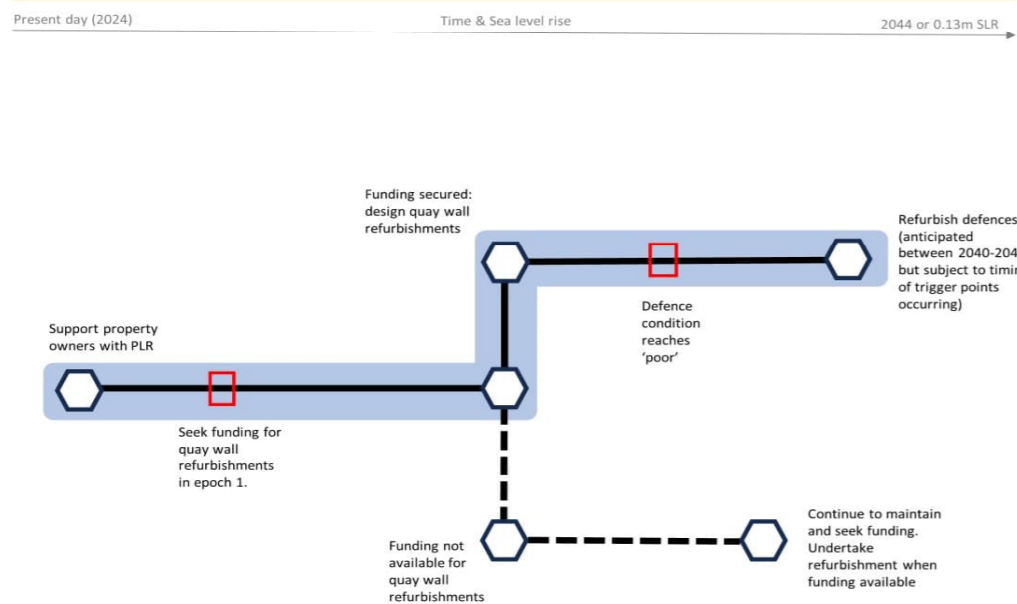 Present day (2024)
Time & Sea level rise
2044 or 0.13m SLR
Funding secured:
design quay wall
refurbishments
Refurbish defences
(anticipated
between 2040-204
but subject to timin
of trigger points
occurring)
Defence
condition
reaches
‘poor’
Support property
owners with PLR
Seek funding for
quay wall
refurbishments
in epoch 1.
Funding not
available for
quay wall
refurbishments
Continue to maintain
and seek funding.
Undertake
refurbishment when
funding available